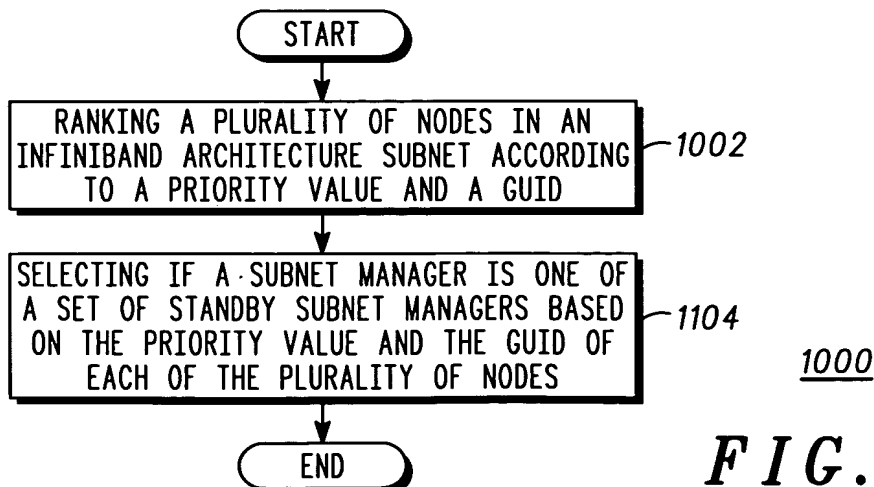 START
RANKING A PLURALITY OF NODES IN AN
INFINIBAND ARCHITECTURE SUBNET ACCORDING
TO A PRIORITY VALUE AND A GUID
1002
SELECTING IF A SUBNET MANAGER IS ONE OF
A SET OF STANDBY SUBNET MANAGERS BASED
ON THE PRIORITY VALUE AND THE GUID OF
EACH OF THE PLURALITY OF NODES
1104
1000
END
FIG.